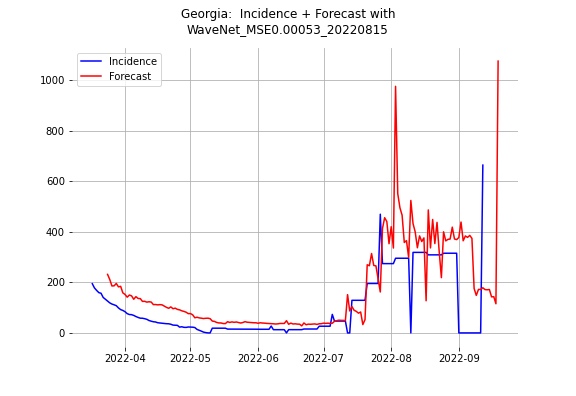 Georgia:  Incidence + Forecast with
WaveNet_MSE0.00053_20220815
Incidence
Forecast
1000
800
600
400
200
0
2022-04 2022-05 2022-06 2022-07 2022-08 2022-09